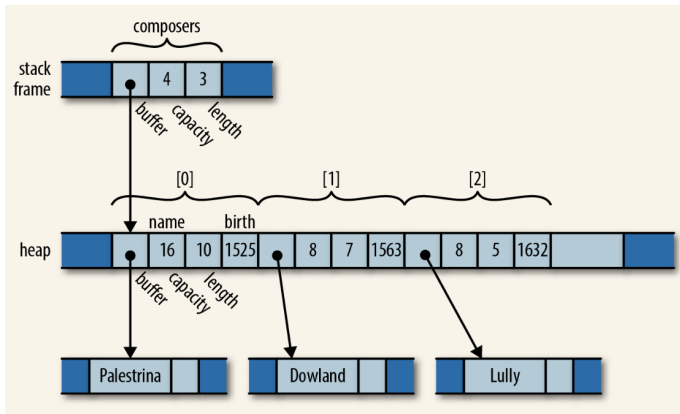 composers
stack
frame
4 3
buffer
capacity
length
[0] [1] [2]
name birth
heap 16 10 1525 8 7 1563 8 5 1632
buffer
capacity
length
Palestrina Dowland Lully